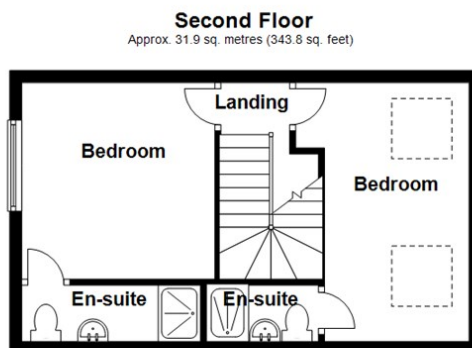 Second Floor
Approx. 31.9 sq. metres (343.8 sq. feet)
Landing
Bedroom
Bedroom
En-suite
En-suite